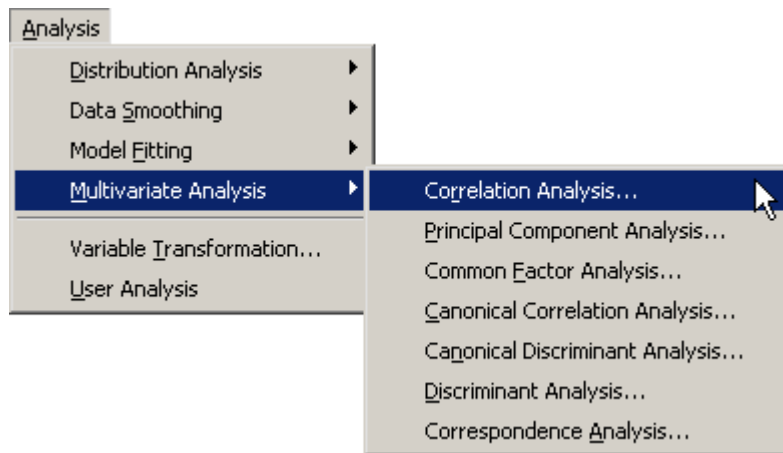 Analysis
Distribution Analysis
Data Smoothing
Model Fitting
Multivariate Analysis
Variable Transformation...
User Analysis
Correlation Analysis...
Principal Component Analysis...
Common Factor Analysis...
Canonical Correlation Analysis...
Canonical Discriminant Analysis...
Discriminant Analysis...
Correspondence Analysis...